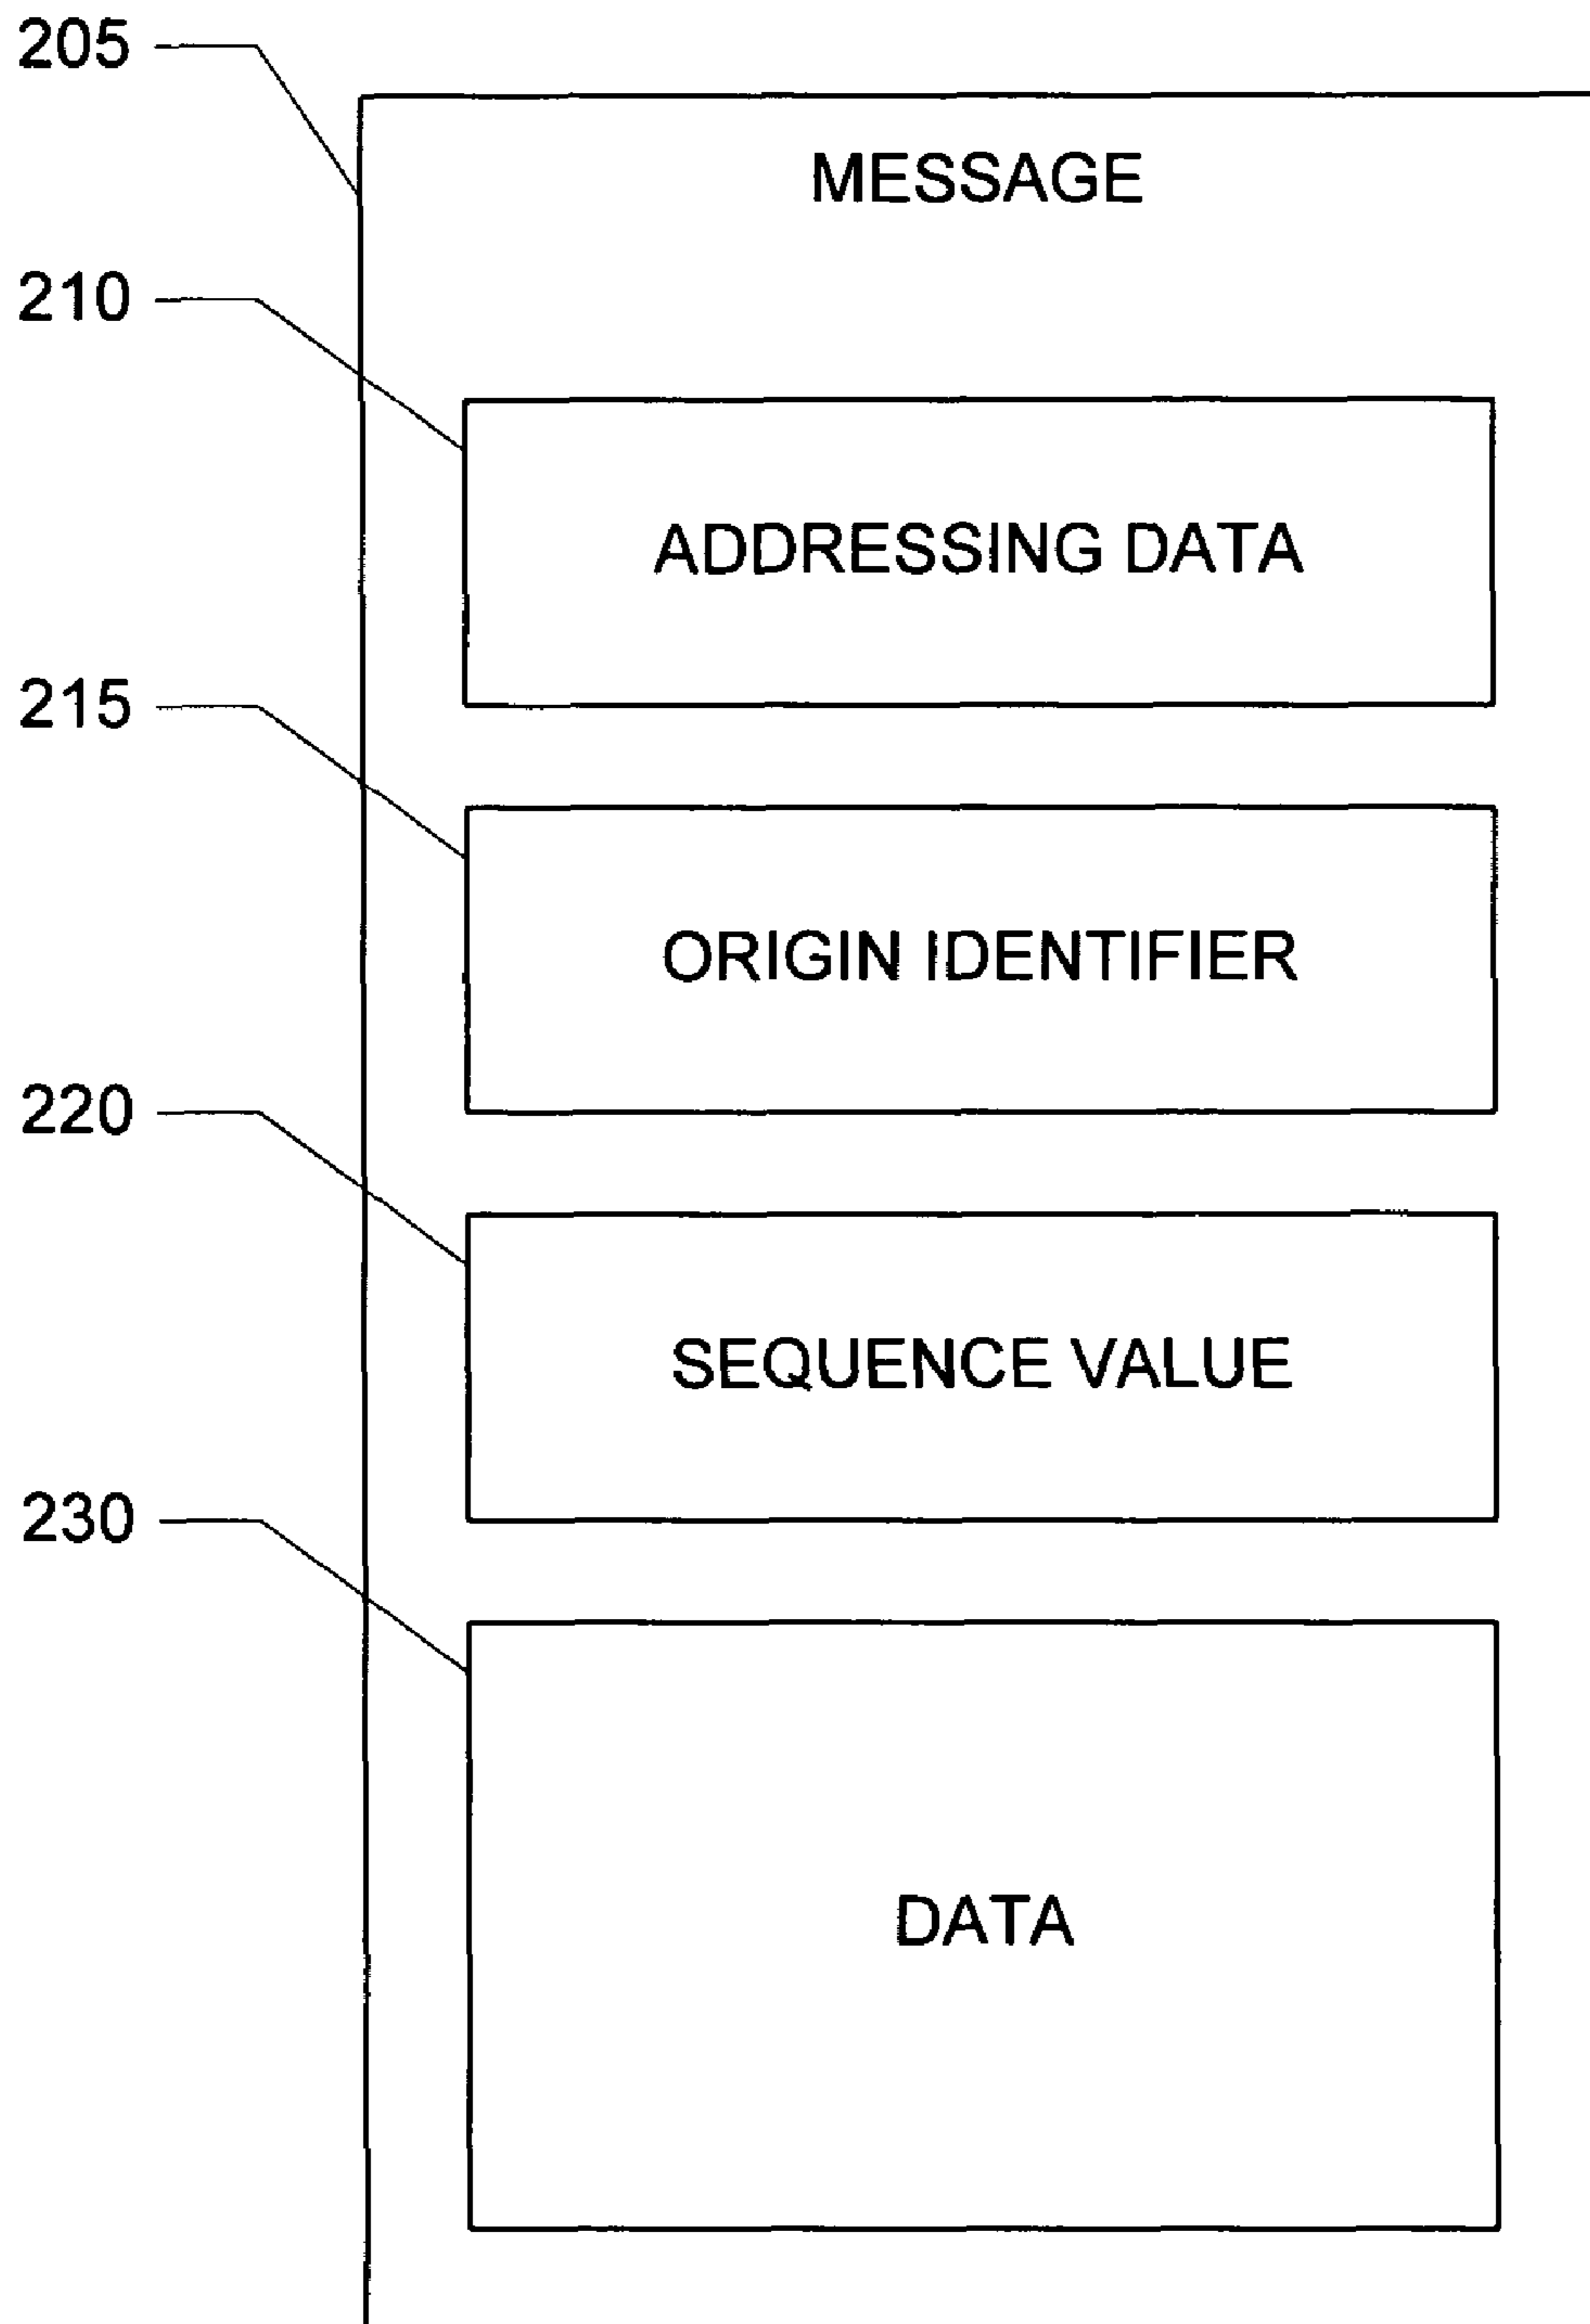 205
MESSAGE
210
ADDRESSING DATA
215
ORIGIN IDENTIFIER
220
SEQUENCE VALUE
230
DATA